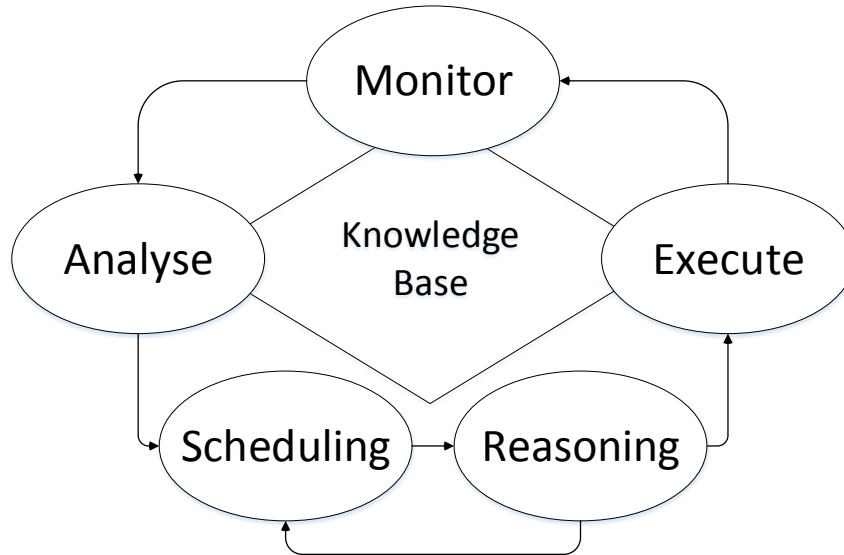 Monitor
Analyse
Knowledge
Base
Execute
Scheduling
Reasoning